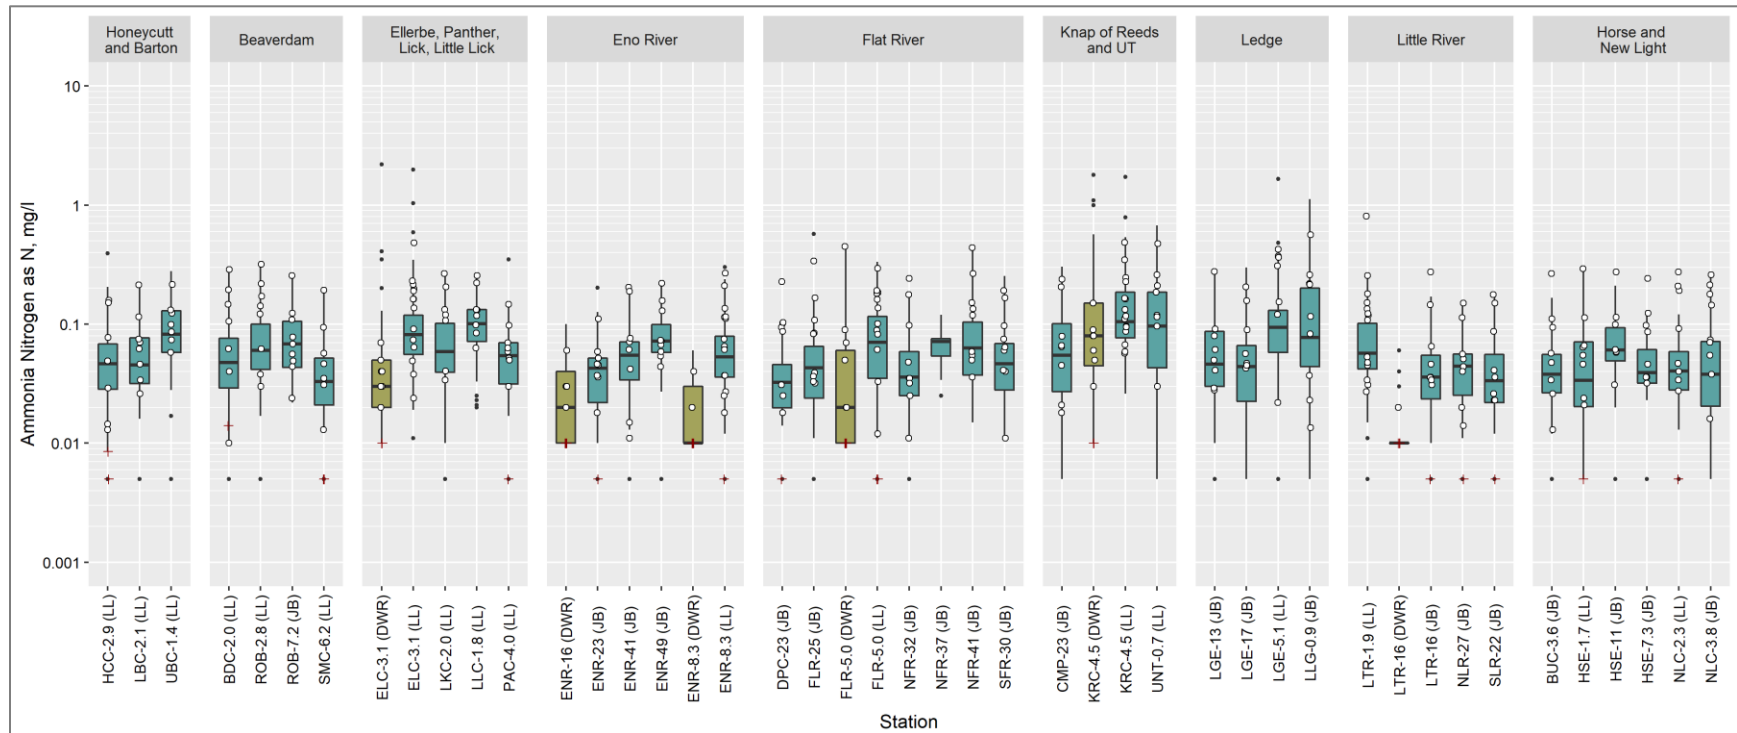 Honeycutt
and Barton
Beaverdam
Ellerbe, Panther,
Lick, Little Lick
Eno River
Flat River
Knap of Reeds
and UT
Ledge
Little River
Horse and
New Light
Ammonia Nitrogen as N, mg/l
10
1
0.1
0.01
0.001
HCC-2.9 (LL)
LBC-2.1 (LL)
UBC-1.4 (LL)
BDC-2.0 (LL)
ROB-2.8 (LL)
ROB-7.2 (JB)
SMC-6.2 (LL)
ELC-3.1 (DWR)
ELC-3.1 (LL)
LKC-2.0 (LL)
LLC-1.8 (LL)
PAC-4.0 (LL)
ENR-16 (DWR)
ENR-23 (JB)
ENR-41 (JB)
ENR-49 (JB)
ENR-8.3 (DWR)
ENR-8.3 (LL)
DPC-23 (JB)
FLR-25 (JB)
FLR-5.0 (DWR)
FLR-5.0 (LL)
NFR-32 (JB)
NFR-37 (JB)
NFR-41 (JB)
SFR-30 (JB)
CMP-23 (JB)
KRC-4.5 (DWR)
KRC-4.5 (LL)
UNT-0.7 (LL)
LGE-13 (JB)
LGE-17 (JB)
LGE-5.1 (LL)
LLG-0.9 (JB)
LTR-1.9 (LL)
LTR-16 (DWR)
LTR-16 (JB)
NLR-27 (JB)
SLR-22 (JB)
BUC-3.6 (JB)
HSE-1.7 (LL)
HSE-11 (JB)
HSE-7.3 (JB)
NLC-2.3 (LL)
NLC-3.8 (JB)
Station